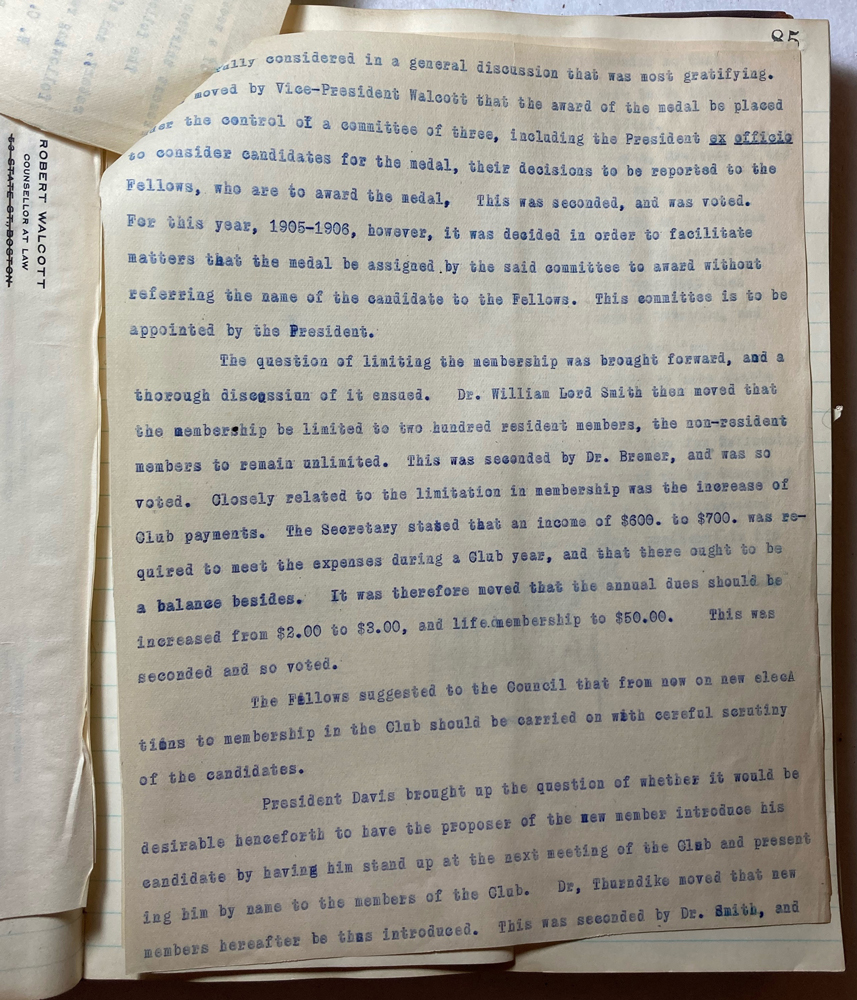 85
ully considered in a general discussion that was most gratifying.
moved by Vice-President Walcott that the award of the medal be placed
der the control of a committee of three, including the President ex officio
to consider candidates for the medal, their decisions to be reported to the
Fellows, who are to award the medal,   This was seconded, and was voted.
For this year, 1905-1906, however, it was decided in order to facilitate
matters that the medal be assigned by the said committee to award without
referring the name of the candidate to the Fellows.  This committee is to be
appointed by the President.
The question of limiting the membership was brought forward, and a
thorough discussiun of it ensued.   Dr. William Lord Smith then moved that
the membership be limited to two hundred resident members, the non-resident
members to remain unlimited.  This was seconded by Dr. Bremer, and was so
voted.  Closely related to the limitation in membership was the increase of
Club payments.  The Secretary stated that an income of $600. to $700. was re-
quired to meet the expenses during a Club year, and that there ought to be
a balance besides.   It was therefore moved that the annual dues should be
increased from $2.00 to $3.00, and life membership to $50.00.    This was
seconded and so voted.
The Fellows suggested to the Council that from now on new elecA
tions to membership in the Club should be carried on with cereful scrutiny
of the candidates.
President Davis brought up the question of whether it would be
desirable henceforth to have the proposer of the new member introduce his
candidate by having him stand up at the next meeting of the Club and present
ing him by name to the members of the Club.   Dr, Thurndike moved that new
members hereafter be thus introduced.  This was seconded by Dr. Smith, and
ROBERT WALCOTT
COUNSELLOR AT LAW
53 STATE ST., BOSTON